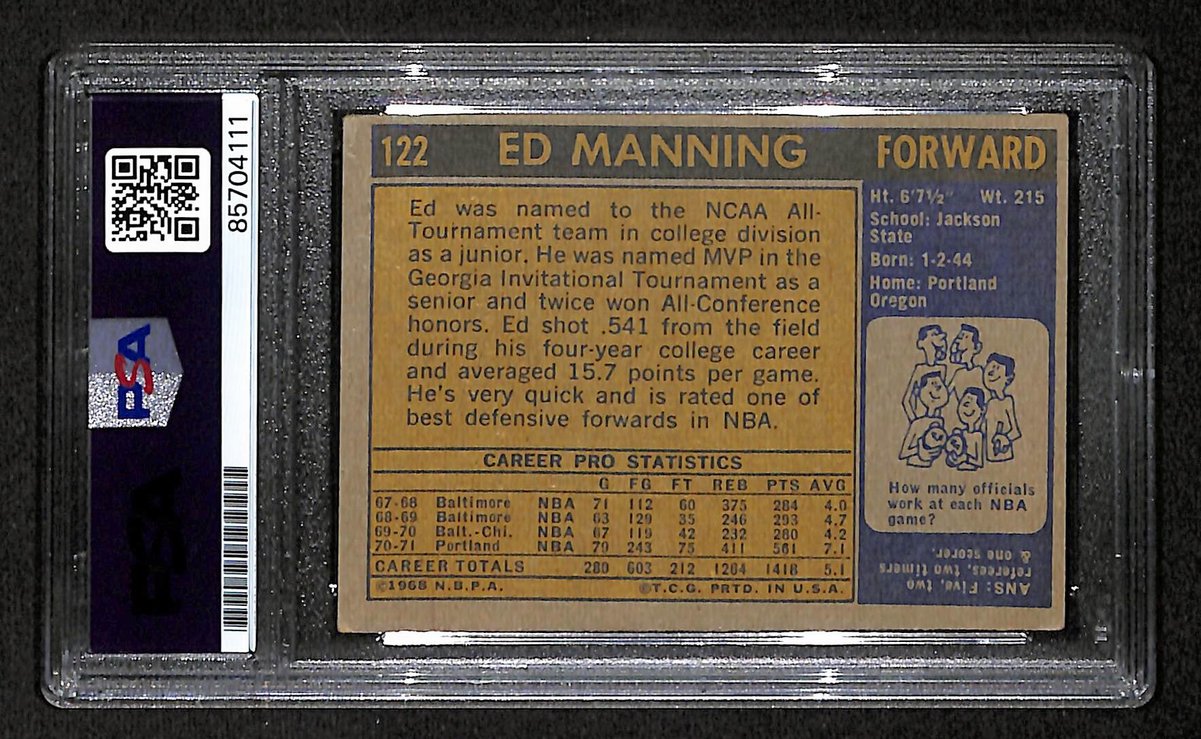 85704111
PSA
PSA
122 ED MANNING FORWARD
Ed was named to the NCAA All-
Tournament team in college division
as a junior. He was named MVP in the
Georgia Invitational Tournament as a
senior and twice won All-Conference
honors. Ed shot .541 from the field
during his four-year college career
and averaged 15.7 points per game.
He's very quick and is rated one of
best defensive forwards in NBA.
CAREER PRO STATISTICS
G FG FT REB PTS AVG
67-68 Baltimore NBA 71 112 60 375 284 4.0
68-69 Baltimore NBA 63 129 35 246 293 4.7
69-70 Balt.-Chi. NBA 67 119 42 232 280 4.2
70-71 Portland NBA 79 243 75 411 561 7.1
CAREER TOTALS 280 603 212 1264 1418 5.1
©1968 N.B.P.A. ©T.C.G. PRTD. IN U.S.A.
Ht. 6'7½" Wt. 215
School: Jackson
State
Born: 1-2-44
Home: Portland
Oregon
How many officials
work at each NBA
game?
ANS: Five, two
referees, two timers
& one scorer.